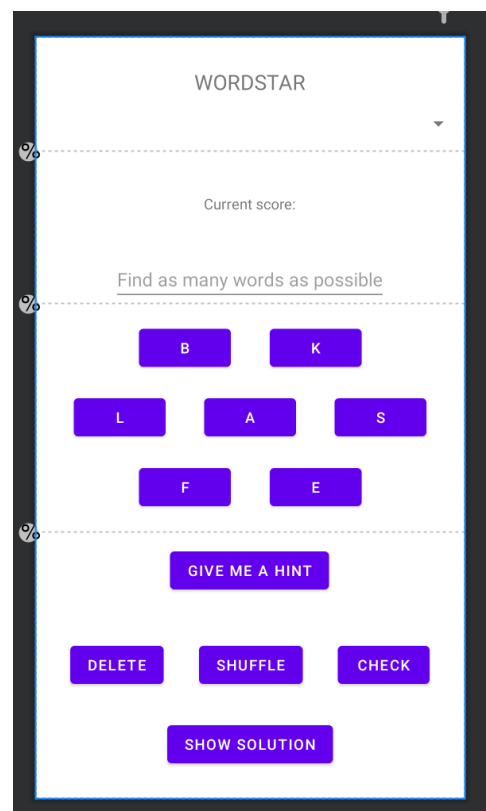 WORDSTAR
%
Current score:
Find as many words as possible
%
B K
L A S
F E
%
GIVE ME A HINT
DELETE SHUFFLE CHECK
SHOW SOLUTION